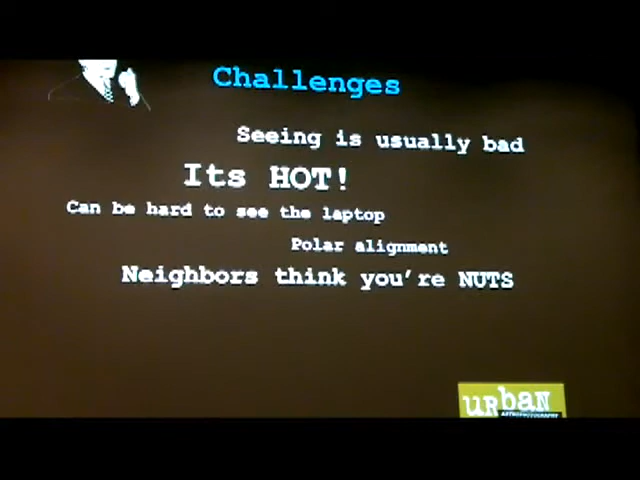 Challenges
Seeing is usually bad
Its HOT!
Can be hard to see the laptop
Polar alignment
Neighbors think you're NUTS
uRbaN
ASTROPHOTOGRAPHY